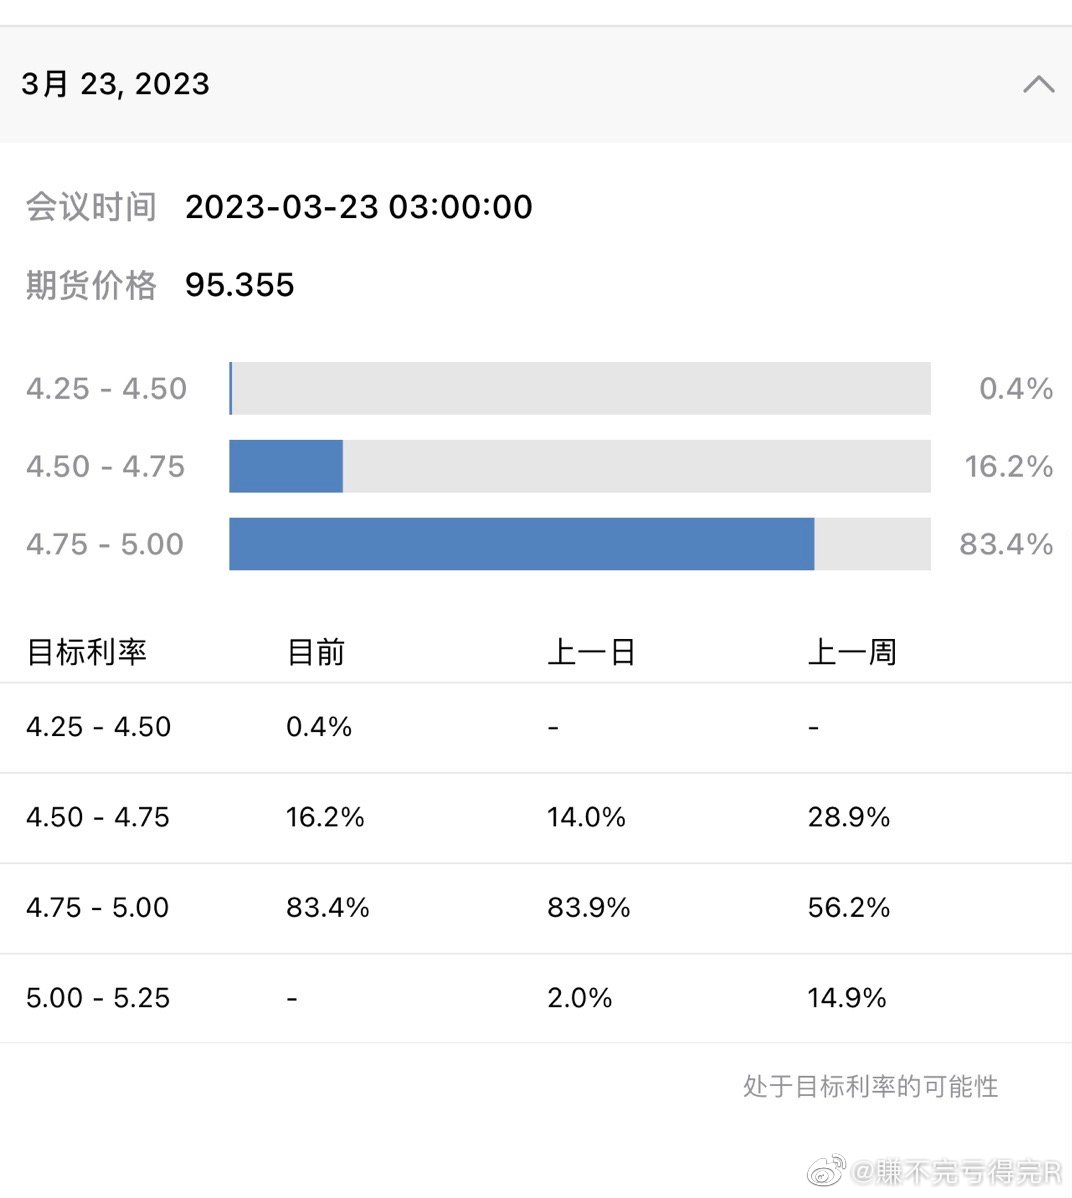 3月 23, 2023
会议时间 2023-03-23 03:00:00
期货价格 95.355
4.25 - 4.50 0.4%
4.50 - 4.75 16.2%
4.75 - 5.00 83.4%
目标利率 目前 上一日 上一周
4.25 - 4.50 0.4% - -
4.50 - 4.75 16.2% 14.0% 28.9%
4.75 - 5.00 83.4% 83.9% 56.2%
5.00 - 5.25 - 2.0% 14.9%
处于目标利率的可能性
@賺不完亏得完R